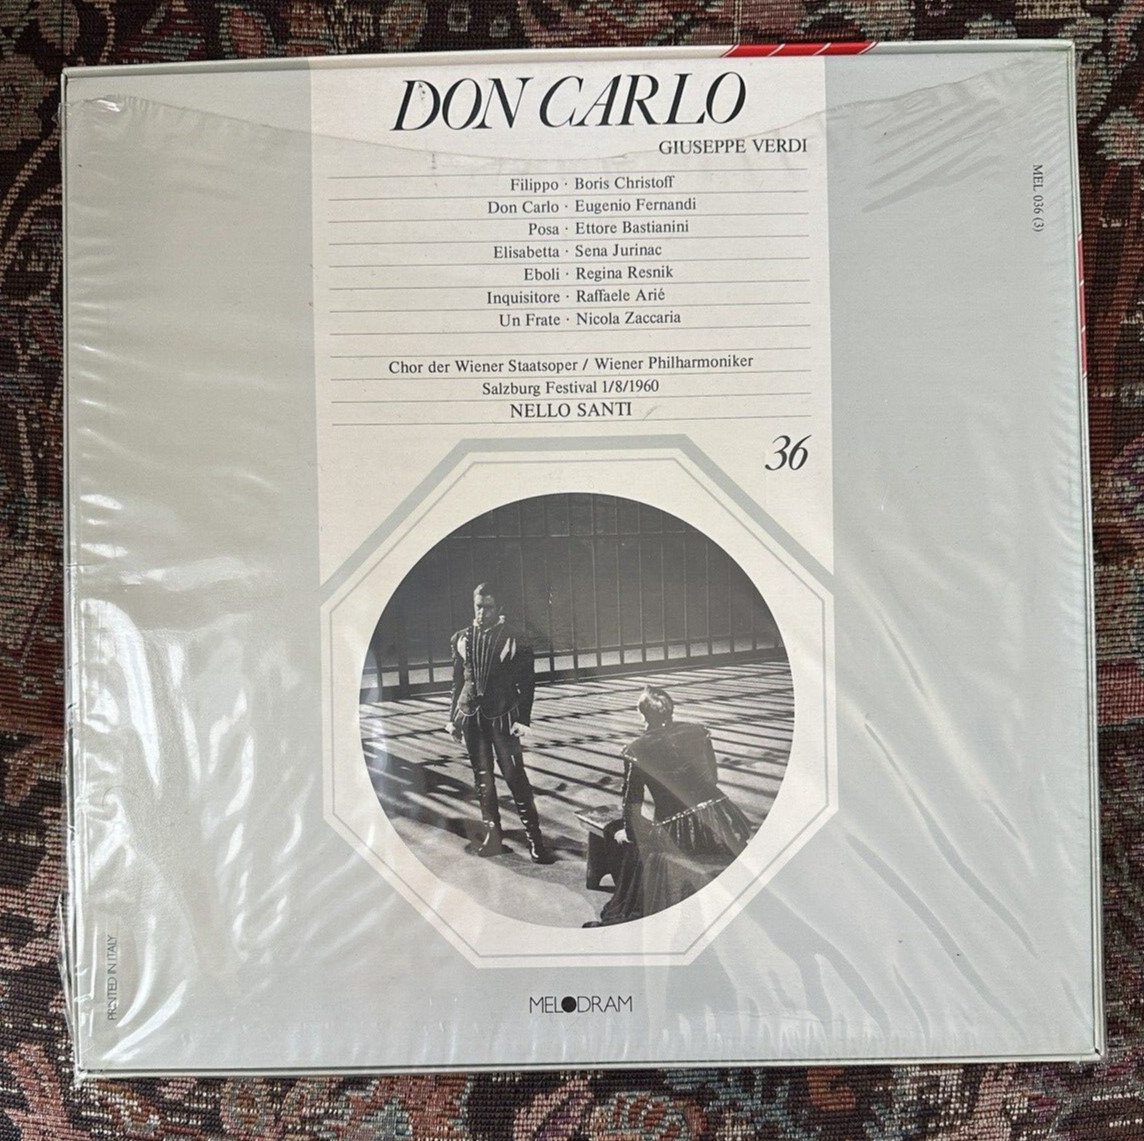 DON CARLO
GIUSEPPE VERDI
Filippo · Boris Christoff
Don Carlo · Eugenio Fernandi
Posa · Ettore Bastianini
Elisabetta · Sena Jurinac
Eboli · Regina Resnik
Inquisitore · Raffaele Arié
Un Frate · Nicola Zaccaria
Chor der Wiener Staatsoper / Wiener Philharmoniker
Salzburg Festival 1/8/1960
NELLO SANTI
36
MEL 036 (3)
PRINTED IN ITALY
MELODRAM